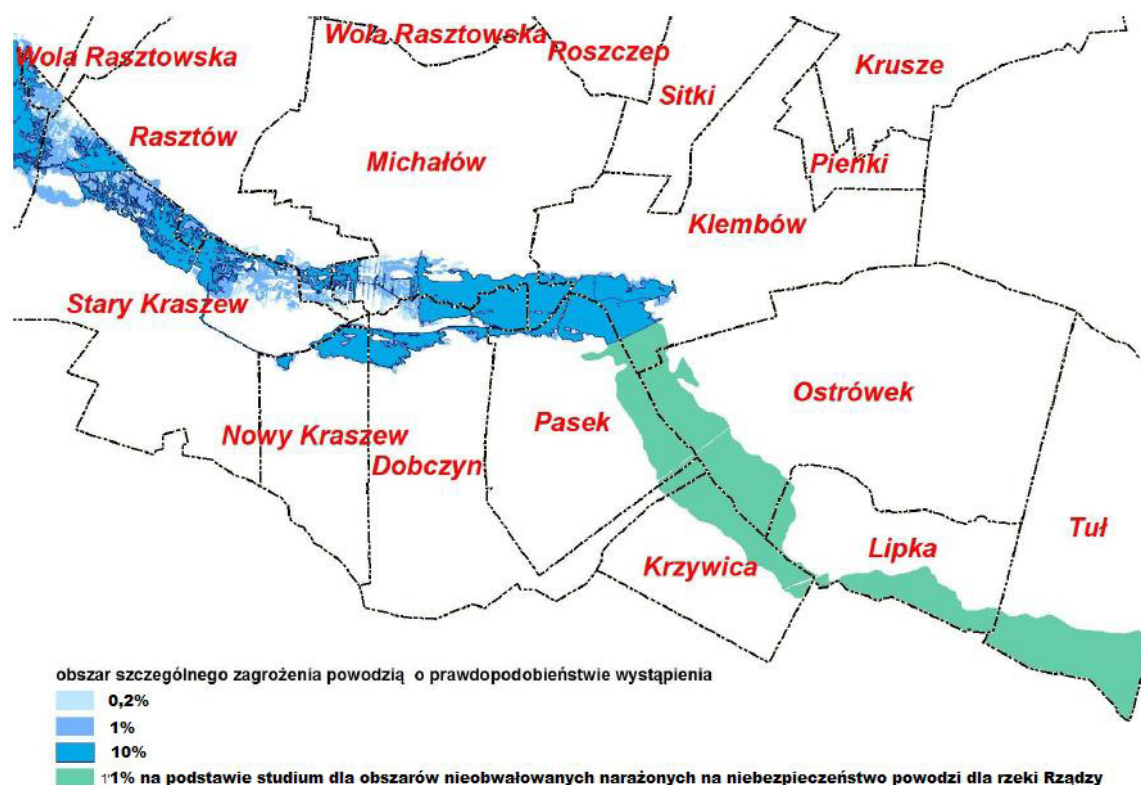 Wola Rasztowska
Wola Rasztowska
Roszczep
Krusze
Sitki
Rasztów
Michałów
Pieńki
Klembów
Stary Kraszew
Ostrówek
Pasek
Nowy Kraszew
Dobczyn
Tuł
Lipka
Krzywica
obszar szczególnego zagrożenia powodzią o prawdopodobieństwie wystąpienia
0,2%
1%
10%
1% na podstawie studium dla obszarów nieobwałowanych narażonych na niebezpieczeństwo powodzi dla rzeki Rządzy